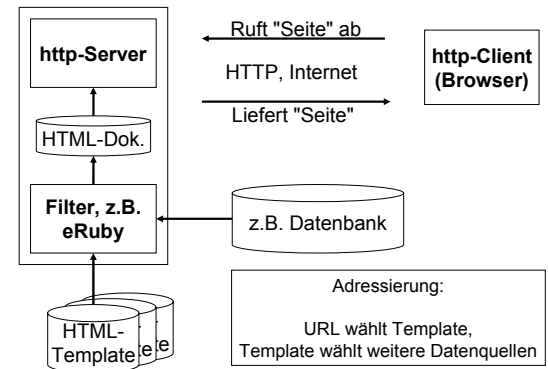 Ruft "Seite" ab
http-Server
HTTP, Internet
http-Client
(Browser)
Liefert "Seite"
HTML-Dok.
Filter, z.B.
eRuby
z.B. Datenbank
HTML-
Template
Adressierung:
URL wählt Template,
Template wählt weitere Datenquellen